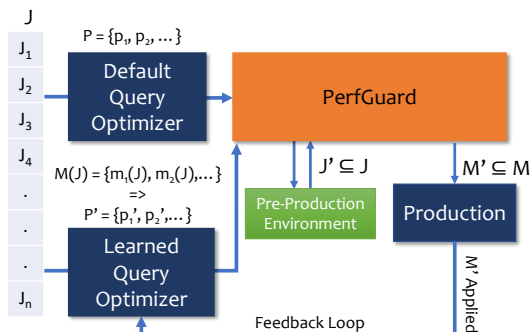 J
J₁
J₂
J₃
J₄
.
.
.
Jₙ
P = {p₁, p₂, ... }
Default
Query
Optimizer
M(J) = {m₁(J), m₂(J),...}
=>
P' = {p₁', p₂',...}
Learned
Query
Optimizer
PerfGuard
J' ⊆ J
Pre-Production
Environment
M' ⊆ M
Production
M' Applied
Feedback Loop